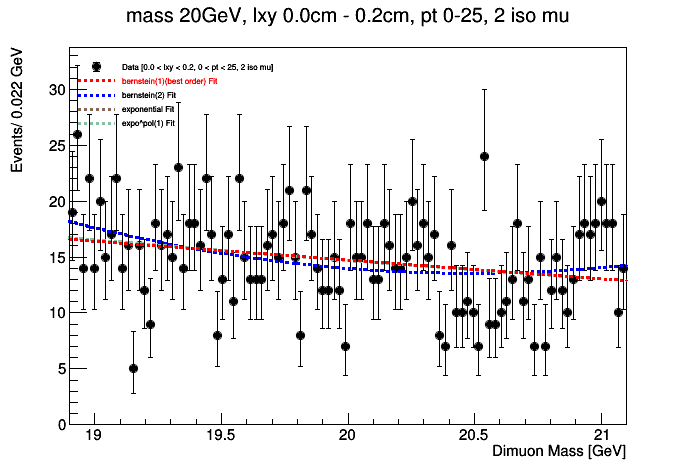 mass 20GeV, lxy 0.0cm - 0.2cm, pt 0-25, 2 iso mu
Events/ 0.022 GeV
Data [0.0 < lxy < 0.2, 0 < pt < 25, 2 iso mu]
bernstein(1)(best order) Fit
bernstein(2) Fit
exponential Fit
expo*pol(1) Fit
30
25
20
15
10
5
0
19 19.5 20 20.5 21
Dimuon Mass [GeV]